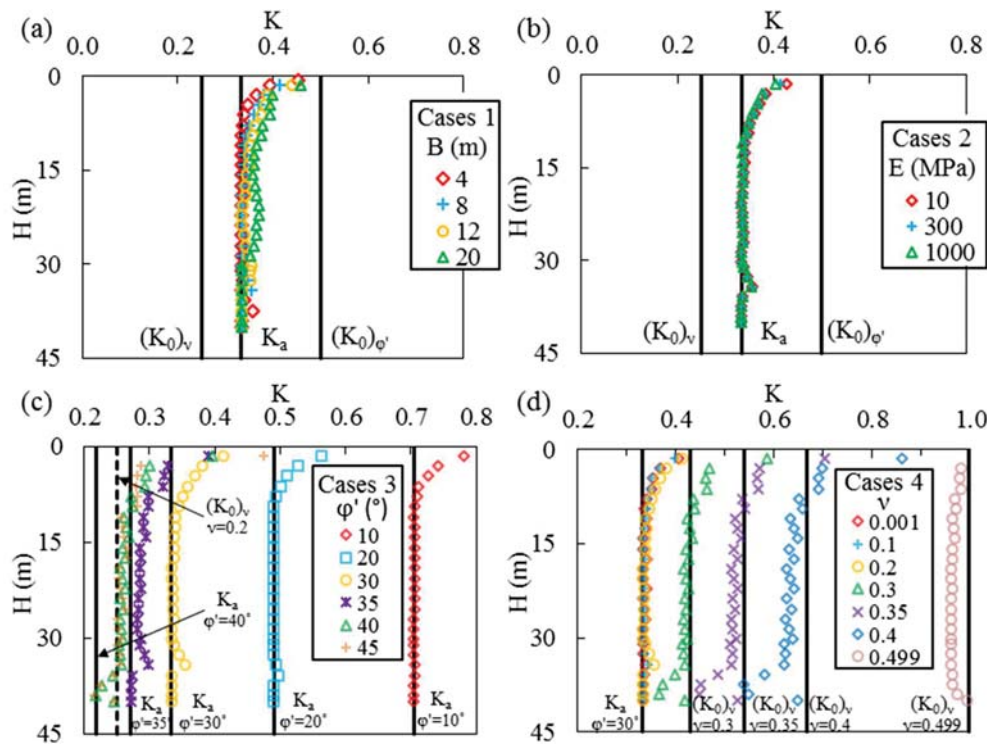 (a)
K
0.0 0.2 0.4 0.6 0.8
0
15
30
45
H (m)
Cases 1
B (m)
4
8
12
20
(K0)ν
Ka
(K0)φ'
(b)
K
0.0 0.2 0.4 0.6 0.8
0
15
30
45
H (m)
Cases 2
E (MPa)
10
300
1000
(K0)ν
Ka
(K0)φ'
(c)
K
0.2 0.3 0.4 0.5 0.6 0.7 0.8
0
15
30
45
H (m)
Cases 3
φ' (°)
10
20
30
35
40
45
(K0)ν
ν=0.2
Ka
φ'=40°
Ka
φ'=35°
Ka
φ'=30°
Ka
φ'=20°
Ka
φ'=10°
(d)
K
0.2 0.4 0.6 0.8 1.0
0
15
30
45
H (m)
Cases 4
ν
0.001
0.1
0.2
0.3
0.35
0.4
0.499
Ka
φ'=30°
(K0)ν
ν=0.3
(K0)ν
ν=0.35
(K0)ν
ν=0.4
(K0)ν
ν=0.499